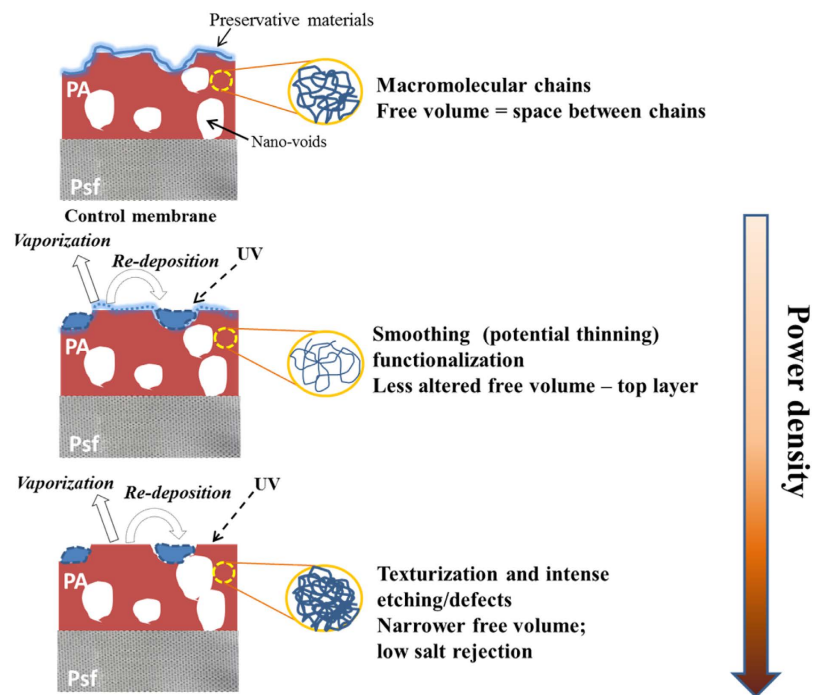 Preservative materials
PA
Macromolecular chains
Free volume = space between chains
Nano-voids
Psf
Control membrane
Vaporization
Re-deposition
UV
PA
Smoothing (potential thinning)
functionalization
Less altered free volume – top layer
Psf
Power density
Vaporization
Re-deposition
UV
PA
Texturization and intense
etching/defects
Narrower free volume;
low salt rejection
Psf